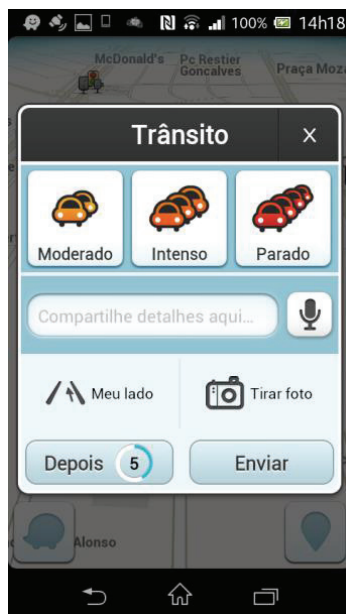 100% 14h18
McDonald's Pc Restier
Goncalves Praça Moz
Trânsito X
Moderado Intenso Parado
Compartilhe detalhes aqui...
Meu lado Tirar foto
Depois 5 Enviar
Alonso